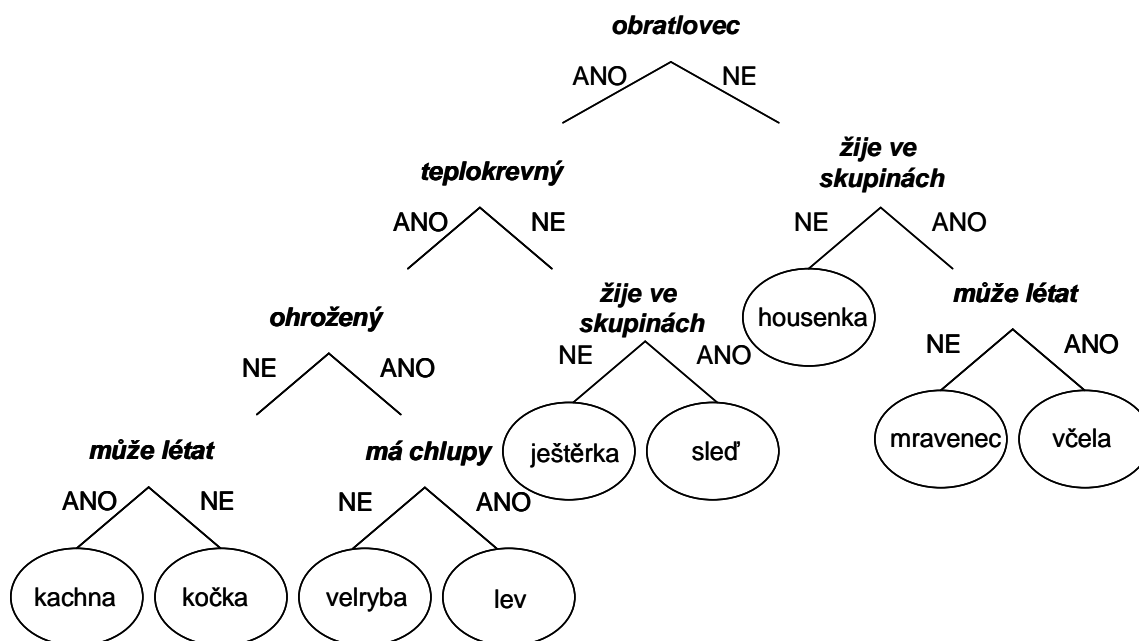 obratlovec
ANO
NE
žije ve
skupinách
teplokrevný
ANO
NE
NE
ANO
ohrožený
žije ve
skupinách
housenka
může létat
NE
ANO
NE
ANO
NE
ANO
může létat
má chlupy
ještěrka
sleď
mravenec
včela
ANO
NE
NE
ANO
kachna
kočka
velryba
lev